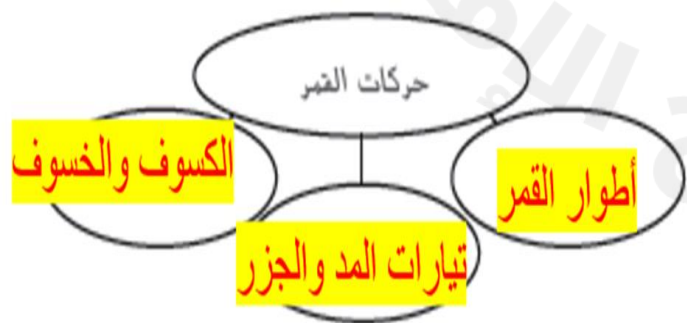 حركات القمر
أطوار القمر
تيارات المد والجزر
الكسوف والخسوف